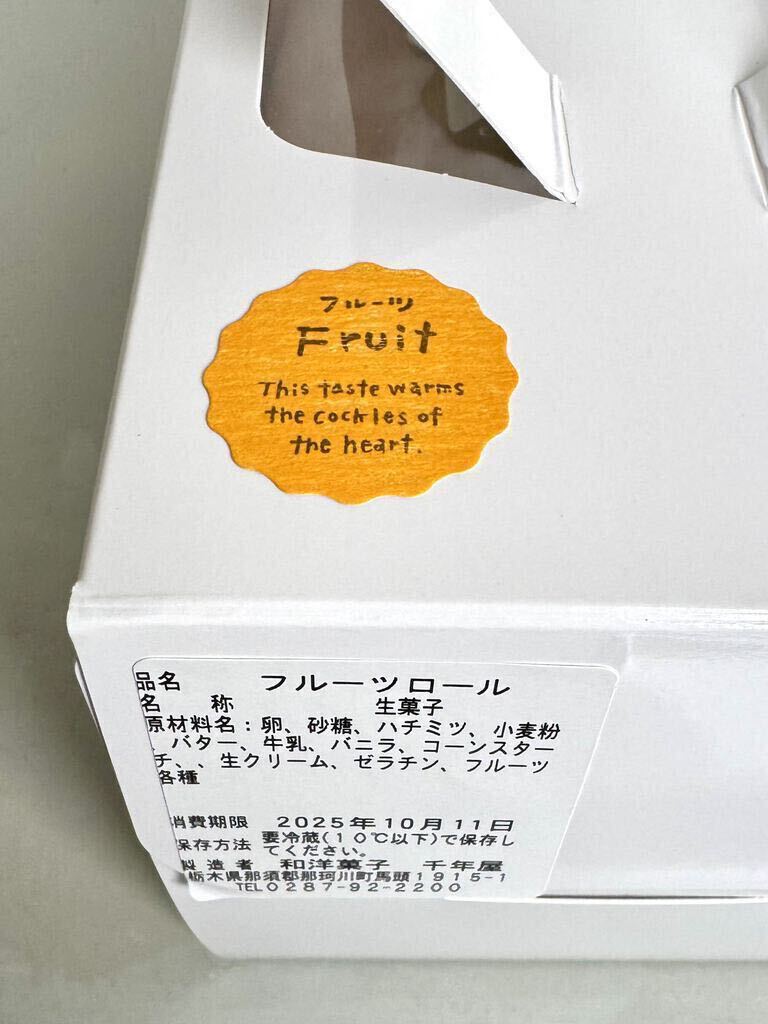 フルーツ
Fruit
This taste warms
the cockles of
the heart.
品名 フルーツロール
名 称 生菓子
原材料名：卵、砂糖、ハチミツ、小麦粉
、バター、牛乳、バニラ、コーンスター
チ、、生クリーム、ゼラチン、フルーツ
各種
消費期限 2025年10月11日
保存方法 要冷蔵(10℃以下)で保存し
てください。
製造者 和洋菓子 千年屋
栃木県那須郡那珂川町馬頭1915-1
TEL0287-92-2200